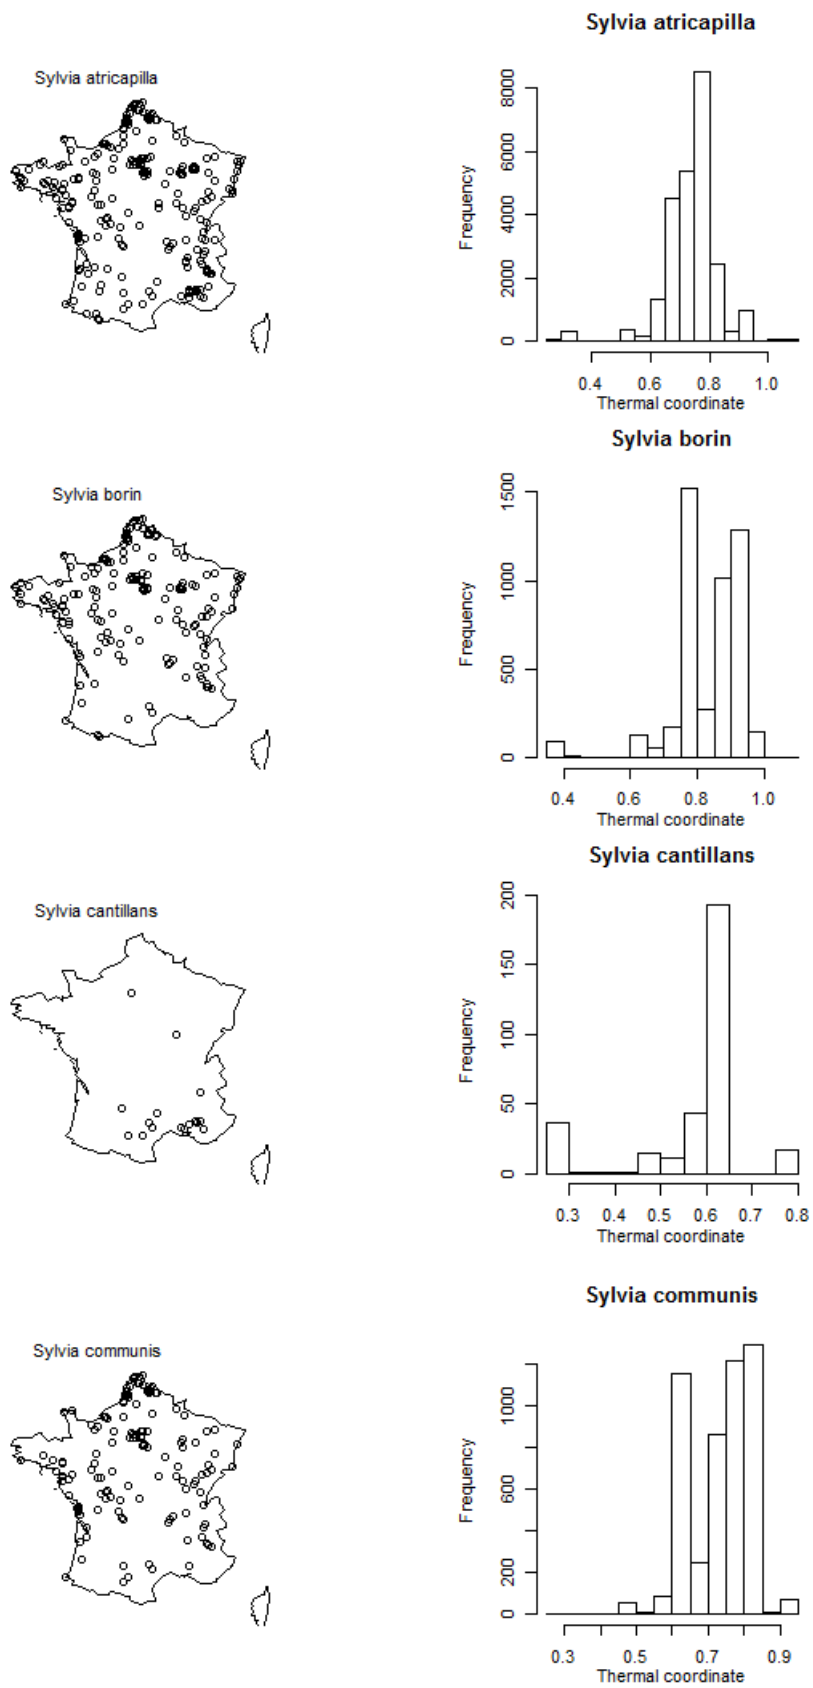 Sylvia atricapilla
Sylvia atricapilla
Frequency
0 2000 4000 6000 8000
0.4 0.6 0.8 1.0
Thermal coordinate
Sylvia borin
Sylvia borin
Frequency
0 500 1000 1500
0.4 0.6 0.8 1.0
Thermal coordinate
Sylvia cantillans
Sylvia cantillans
Frequency
0 50 100 150 200
0.3 0.4 0.5 0.6 0.7 0.8
Thermal coordinate
Sylvia communis
Sylvia communis
Frequency
0 200 600 1000
0.3 0.5 0.7 0.9
Thermal coordinate